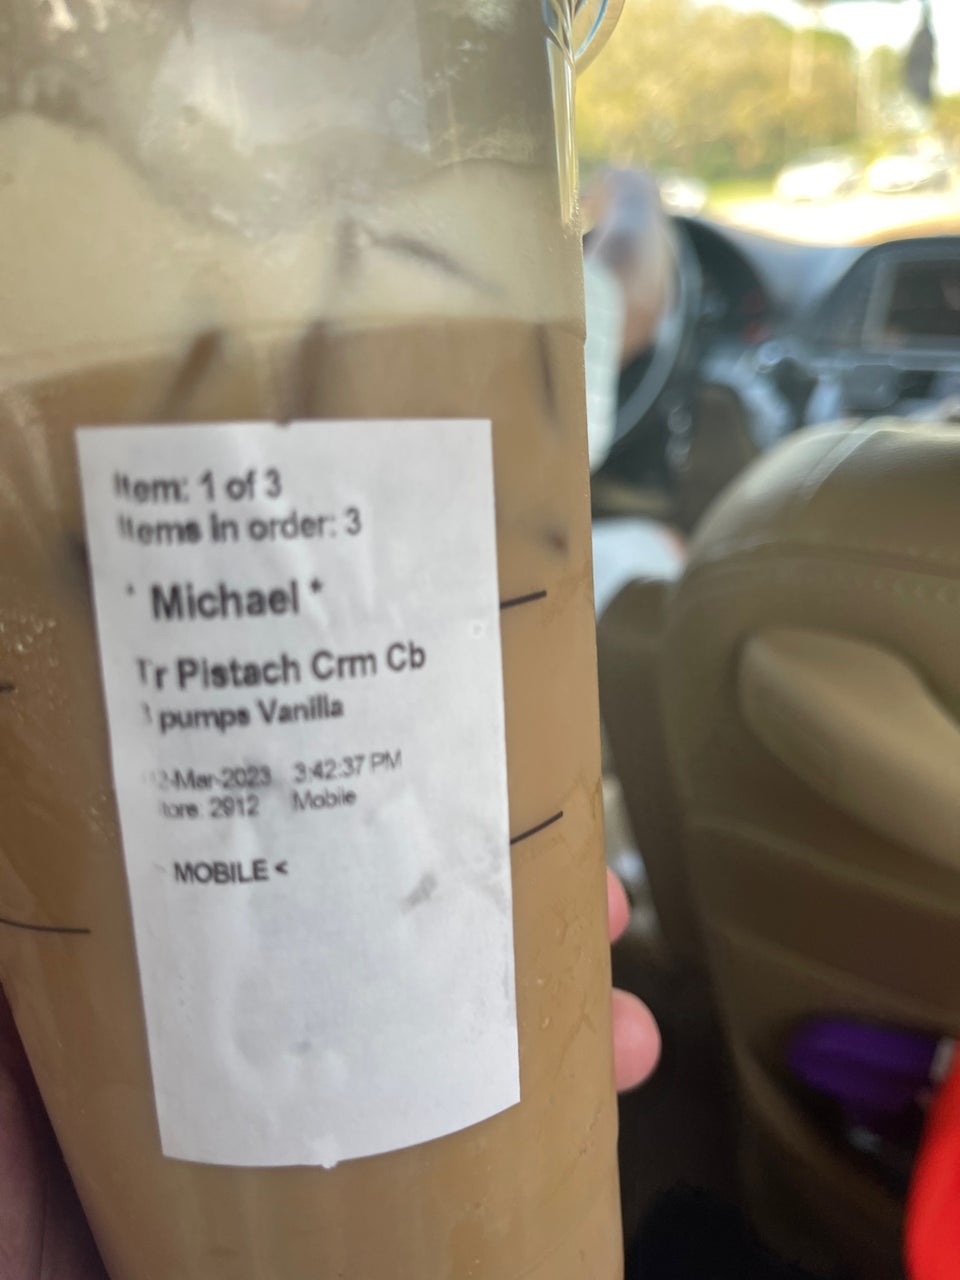 Item: 1 of 3
Items in order: 3
* Michael *
Tr Pistach Crm Cb
pumps Vanilla
2-Mar-2023 3:42:37 PM
tore: 2912 Mobile
MOBILE <